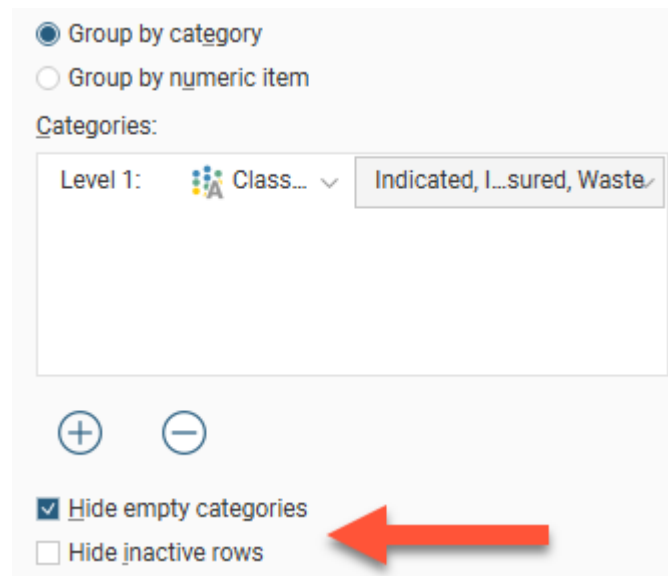 Group by category
Group by numeric item
Categories:
Level 1: Class... Indicated, I...sured, Waste
Hide empty categories
Hide inactive rows